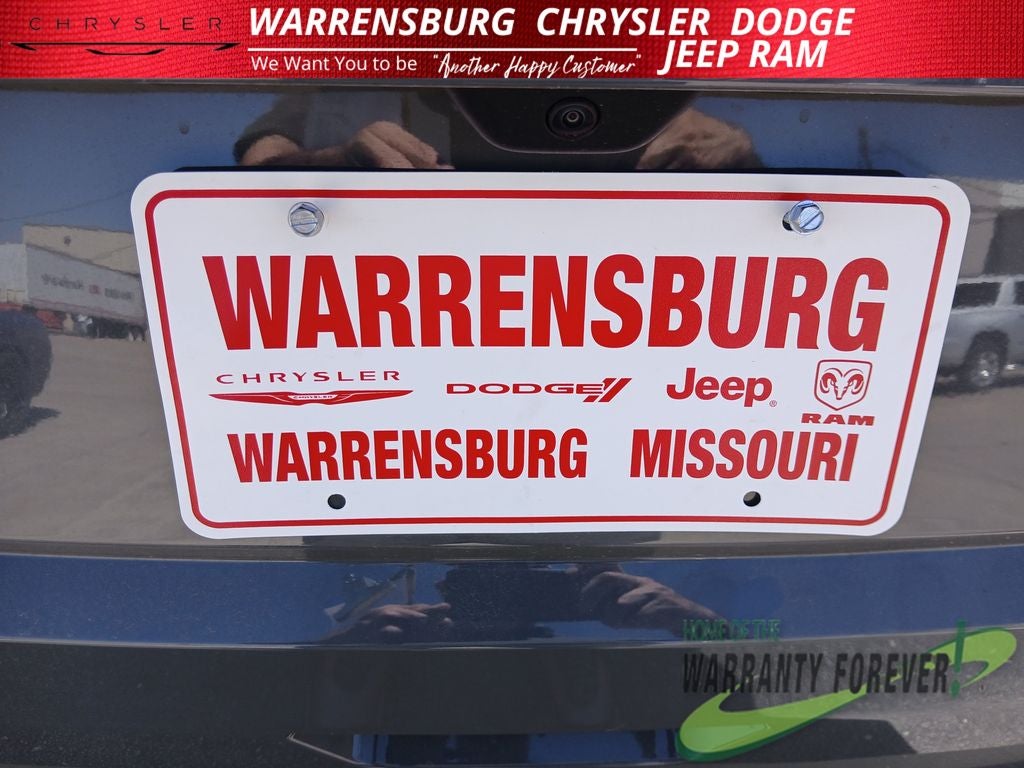 CHRYSLER
WARRENSBURG CHRYSLER DODGE
JEEP RAM
We Want You to be "Another Happy Customer"
WARRENSBURG
CHRYSLER
CHRYSLER
DODGE
Jeep®
RAM
WARRENSBURG MISSOURI
HOME OF THE
WARRANTY FOREVER!